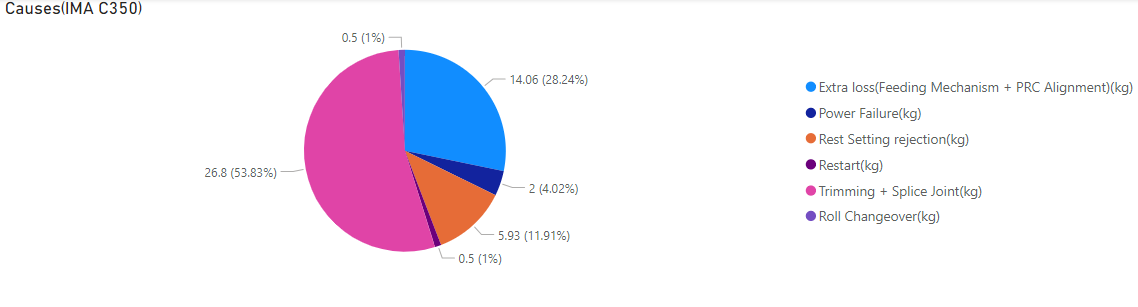 Causes(IMA C350)
0.5 (1%)
14.06 (28.24%)
2 (4.02%)
5.93 (11.91%)
0.5 (1%)
26.8 (53.83%)
Extra loss(Feeding Mechanism + PRC Alignment)(kg)
Power Failure(kg)
Rest Setting rejection(kg)
Restart(kg)
Trimming + Splice Joint(kg)
Roll Changeover(kg)